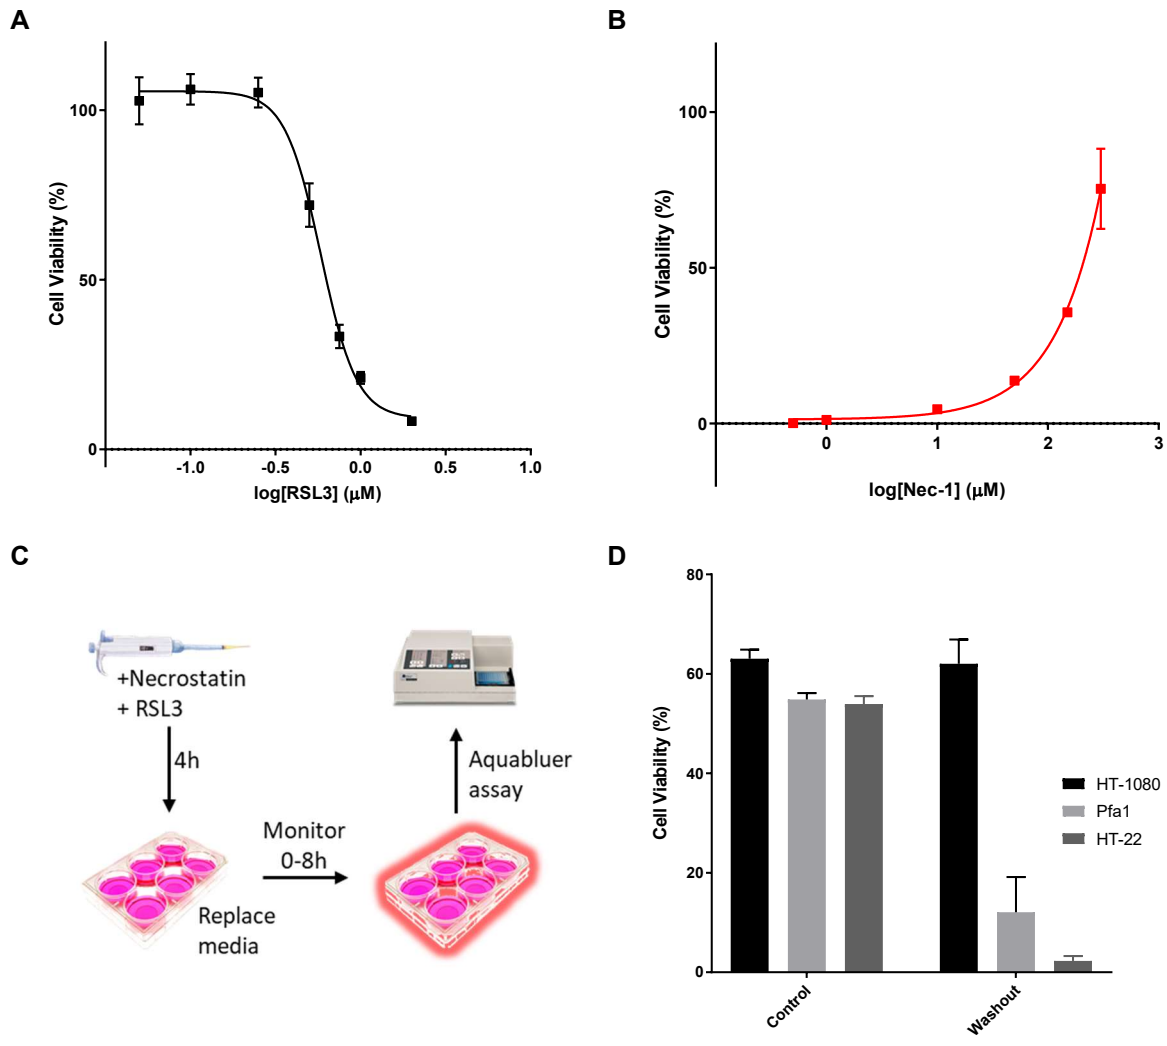 A
Cell Viability (%)
100
50
0
-1.0
-0.5
0.0
0.5
1.0
log[RSL3] (μM)
B
Cell Viability (%)
100
50
0
0
1
2
3
log[Nec-1] (μM)
C
+Necrostatin
+ RSL3
4h
Replace
media
Monitor
0-8h
Aquabluer
assay
D
Cell Viability (%)
80
60
40
20
0
Control
Washout
HT-1080
Pfa1
HT-22